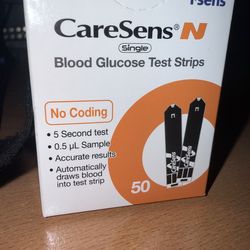 i-sens
CareSens® N
Single
Blood Glucose Test Strips
No Coding
• 5 Second test
• 0.5 µL Sample
• Accurate results
• Automatically
draws blood
into test strip
50